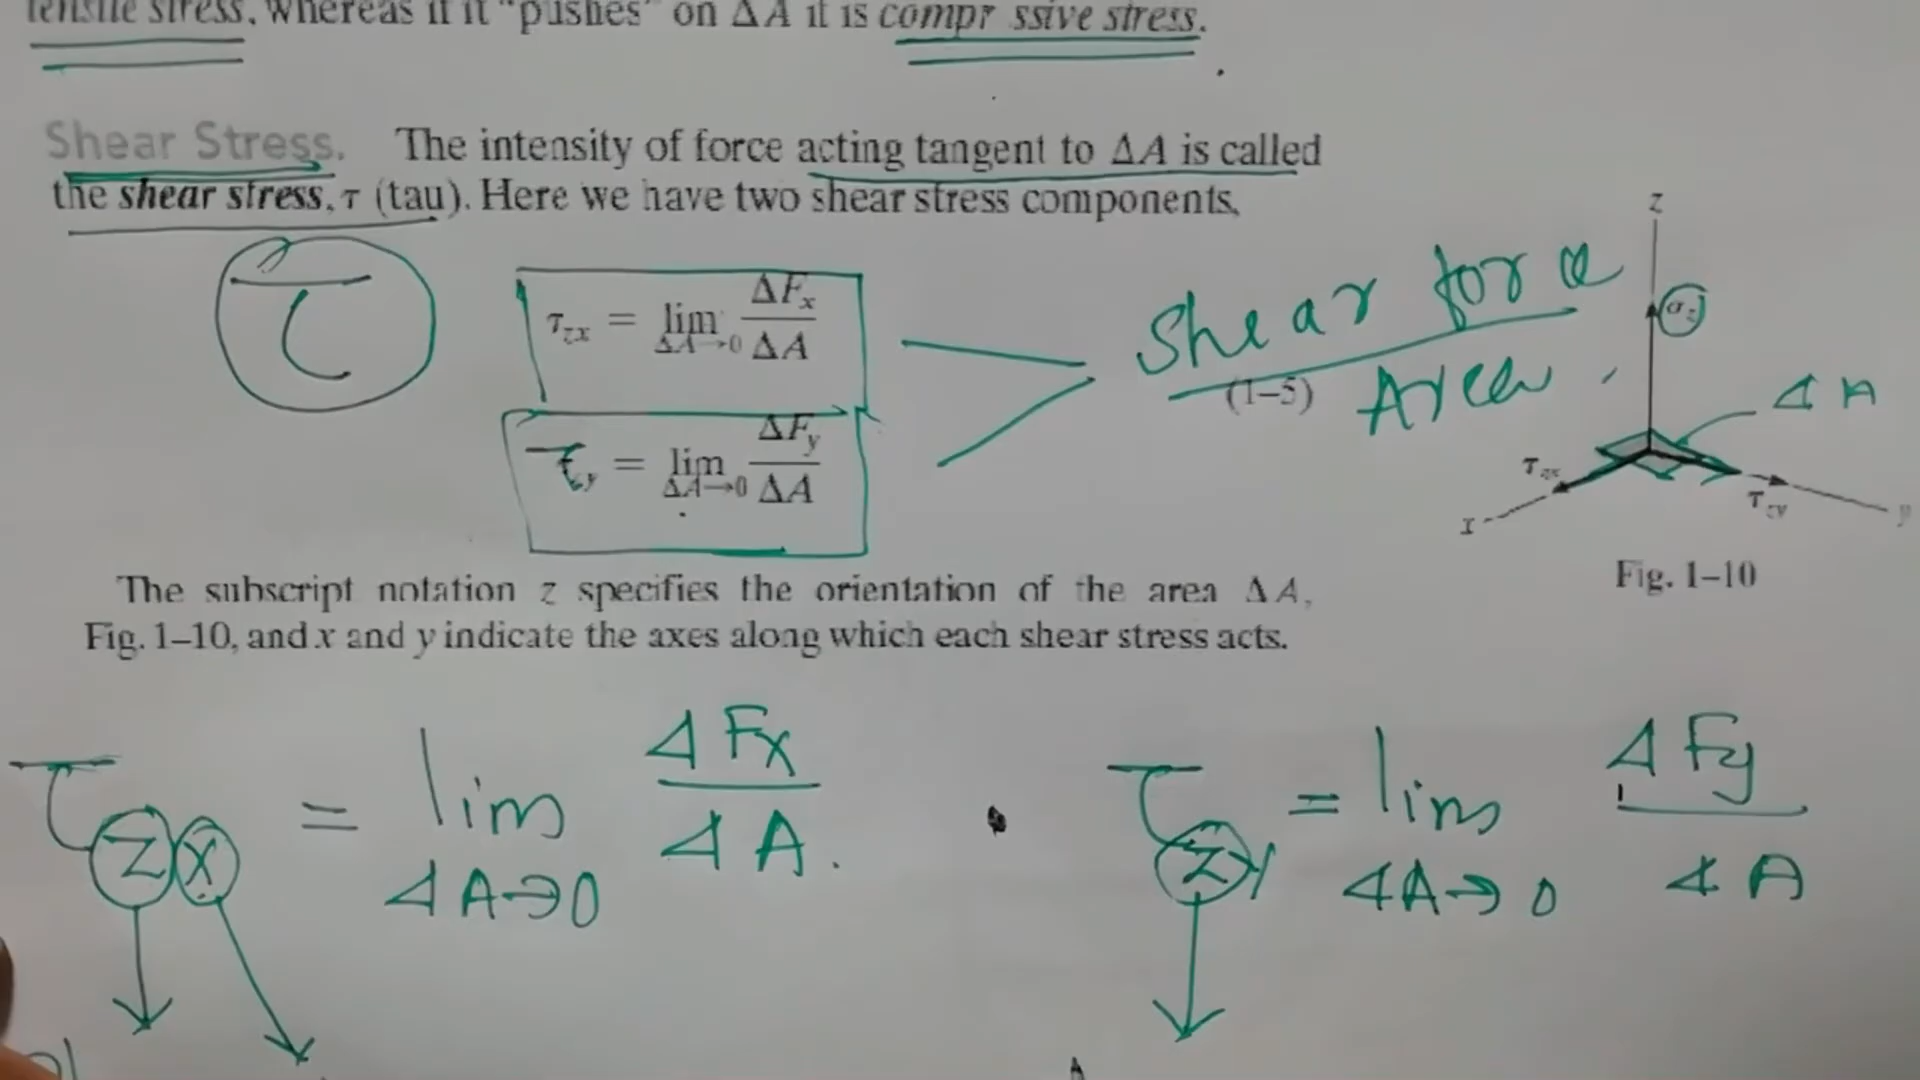 tensile stress, whereas if it "pushes" on ΔA it is compr ssive stress.
Shear Stress. The intensity of force acting tangent to ΔA is called
the shear stress, τ (tau). Here we have two shear stress components,
τ
τzx = lim ΔA→0 ΔFx / ΔA
τy = lim ΔA→0 ΔFy / ΔA
Shear force
Area
(1–5)
z
σz
ΔA
τzx
τzy
x
y
Fig. 1–10
The subscript notation z specifies the orientation of the area ΔA,
Fig. 1–10, and x and y indicate the axes along which each shear stress acts.
τzx = lim ΔA→0 ΔFx / ΔA.
τzy = lim ΔA→0 ΔFy / ΔA